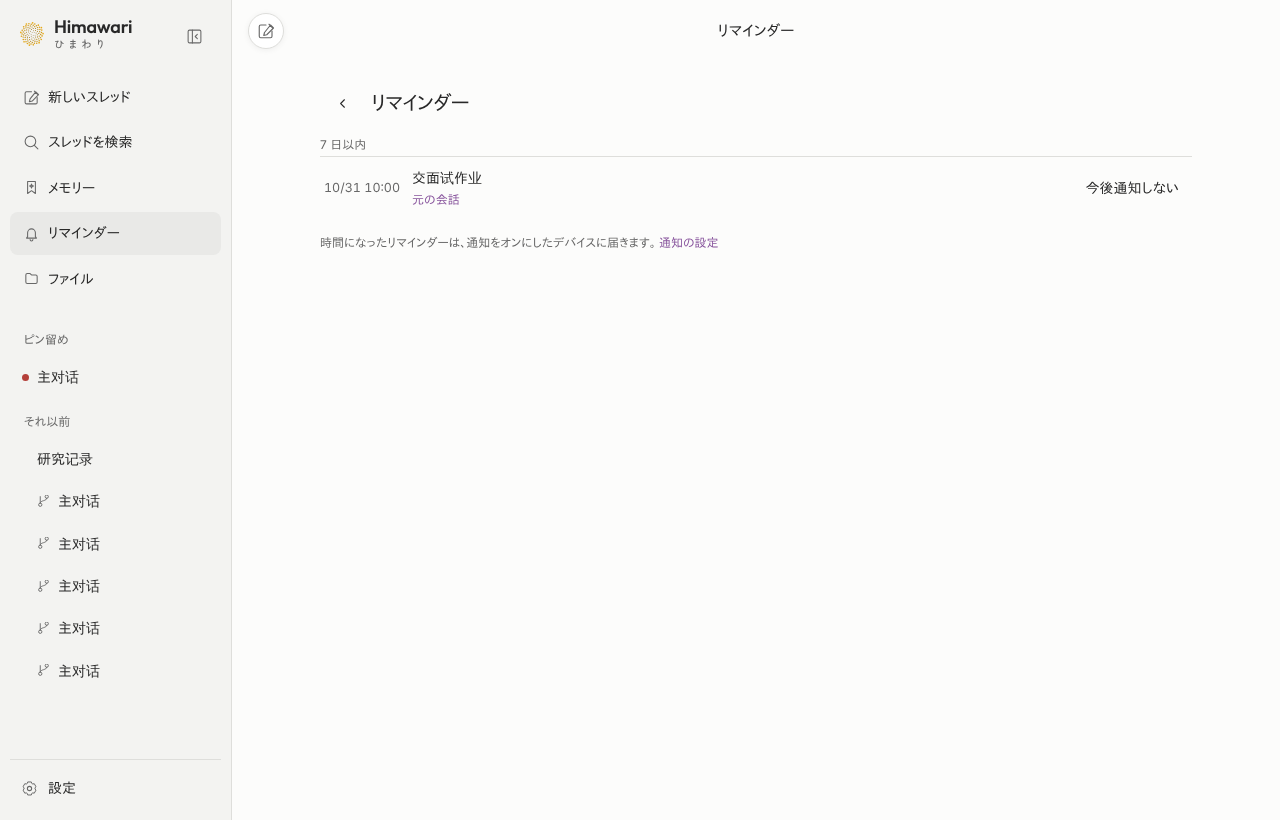 Himawari
ひまわり
新しいスレッド
スレッドを検索
メモリー
リマインダー
ファイル
ピン留め
主对话
それ以前
研究记录
主对话
主对话
主对话
主对话
主对话
設定
リマインダー
リマインダー
7 日以内
10/31 10:00
交面试作业
元の会話
今後通知しない
時間になったリマインダーは、通知をオンにしたデバイスに届きます。通知の設定